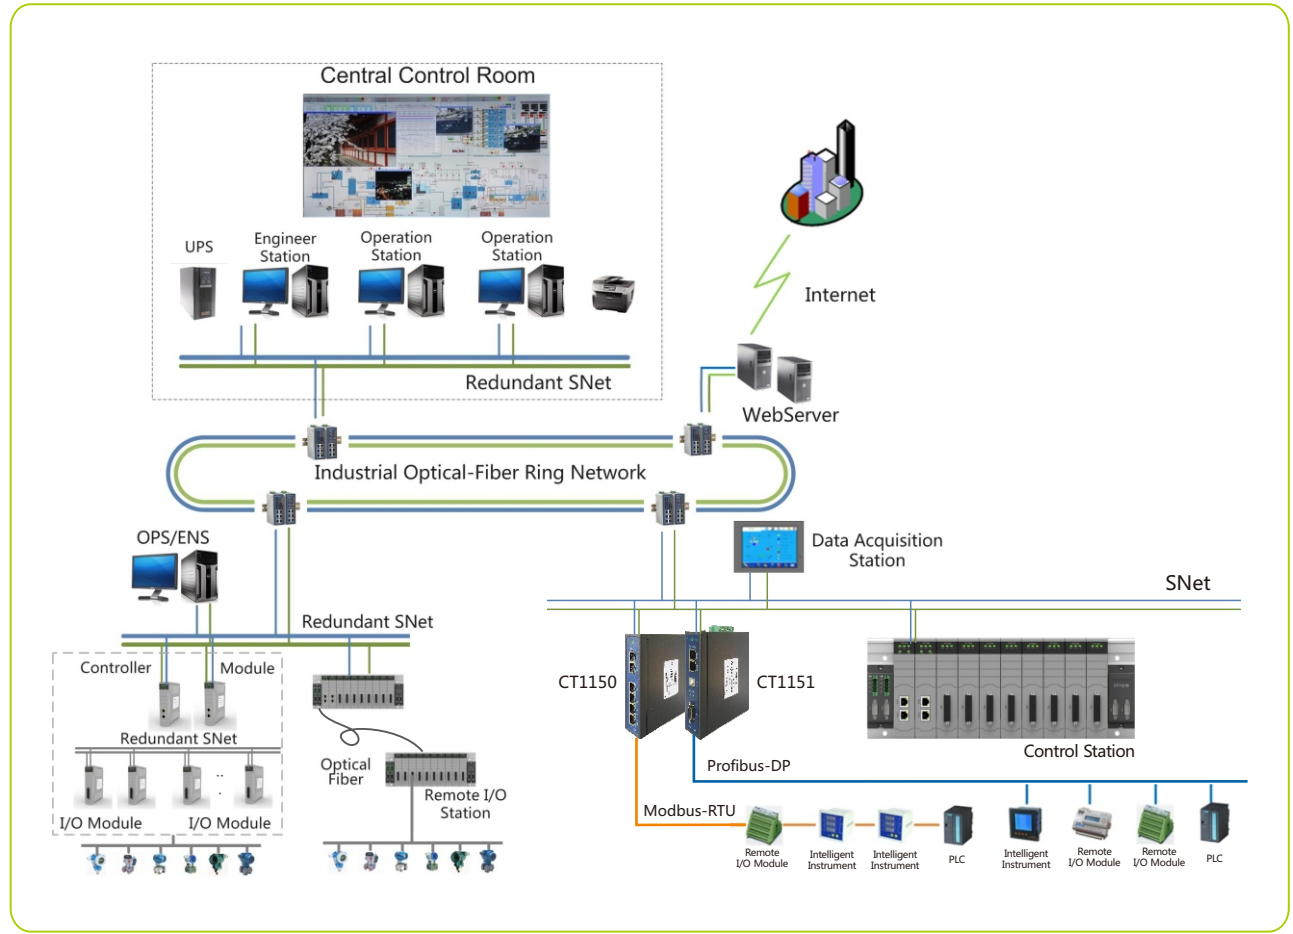 Central Control Room
UPS
Engineer
Station
Operation
Station
Operation
Station
Redundant SNet
Internet
WebServer
Industrial Optical-Fiber Ring Network
OPS/ENS
Data Acquisition
Station
SNet
Redundant SNet
Controller
Module
CT1150
CT1151
Redundant SNet
Optical
Fiber
Control Station
Profibus-DP
Remote I/O
Station
I/O Module
I/O Module
Modbus-RTU
Remote
I/O Module
Intelligent
Instrument
Intelligent
Instrument
PLC
Intelligent
Instrument
Remote
I/O Module
Remote
I/O Module
PLC